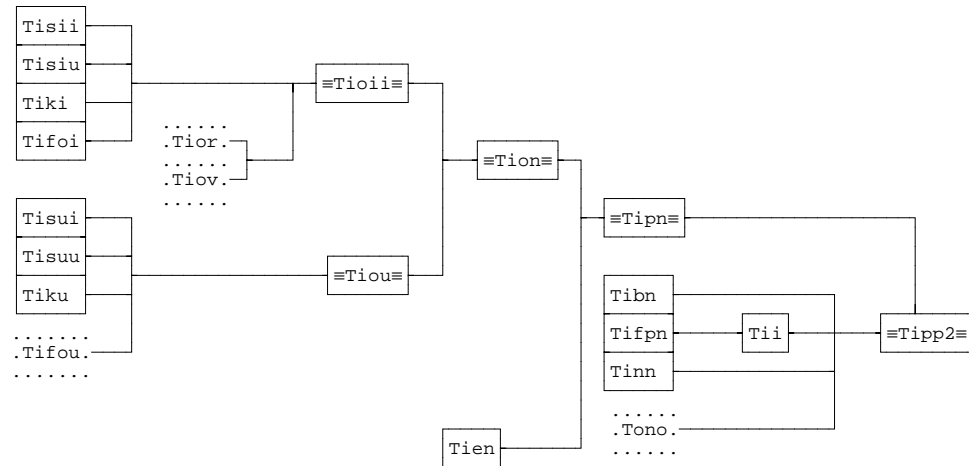 Tisii
Tisiu
≡Tioii≡
Tiki
Tifoi
.Tior.
≡Tion≡
.Tiov.
Tisui
≡Tipn≡
Tisuu
≡Tiou≡
Tiku
Tibn
.Tifou.
Tifpn
Tii
≡Tipp2≡
Tinn
.Tono.
Tien